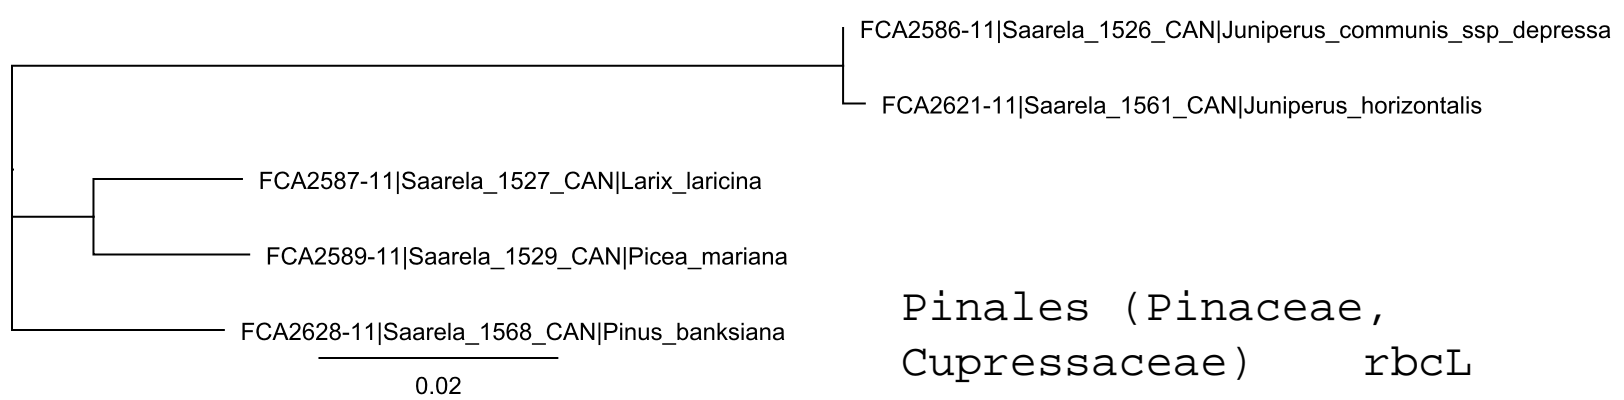 FCA2586-11|Saarela_1526_CAN|Juniperus_communis_ssp_depressa
FCA2621-11|Saarela_1561_CAN|Juniperus_horizontalis
FCA2587-11|Saarela_1527_CAN|Larix_laricina
FCA2589-11|Saarela_1529_CAN|Picea_mariana
FCA2628-11|Saarela_1568_CAN|Pinus_banksiana
0.02
Pinales (Pinaceae,
Cupressaceae) rbcL